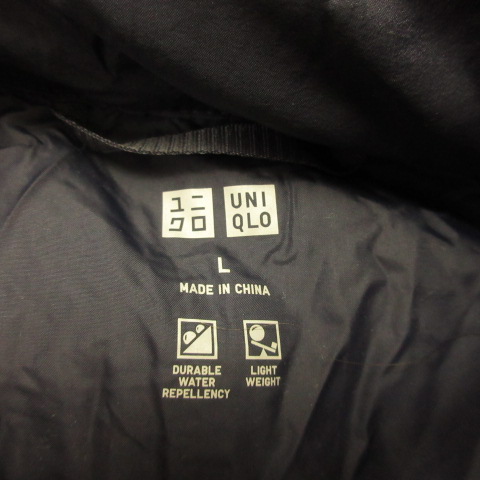 ユニ
クロ
UNI
QLO
L
MADE IN CHINA
DURABLE
WATER
REPELLENCY
LIGHT
WEIGHT